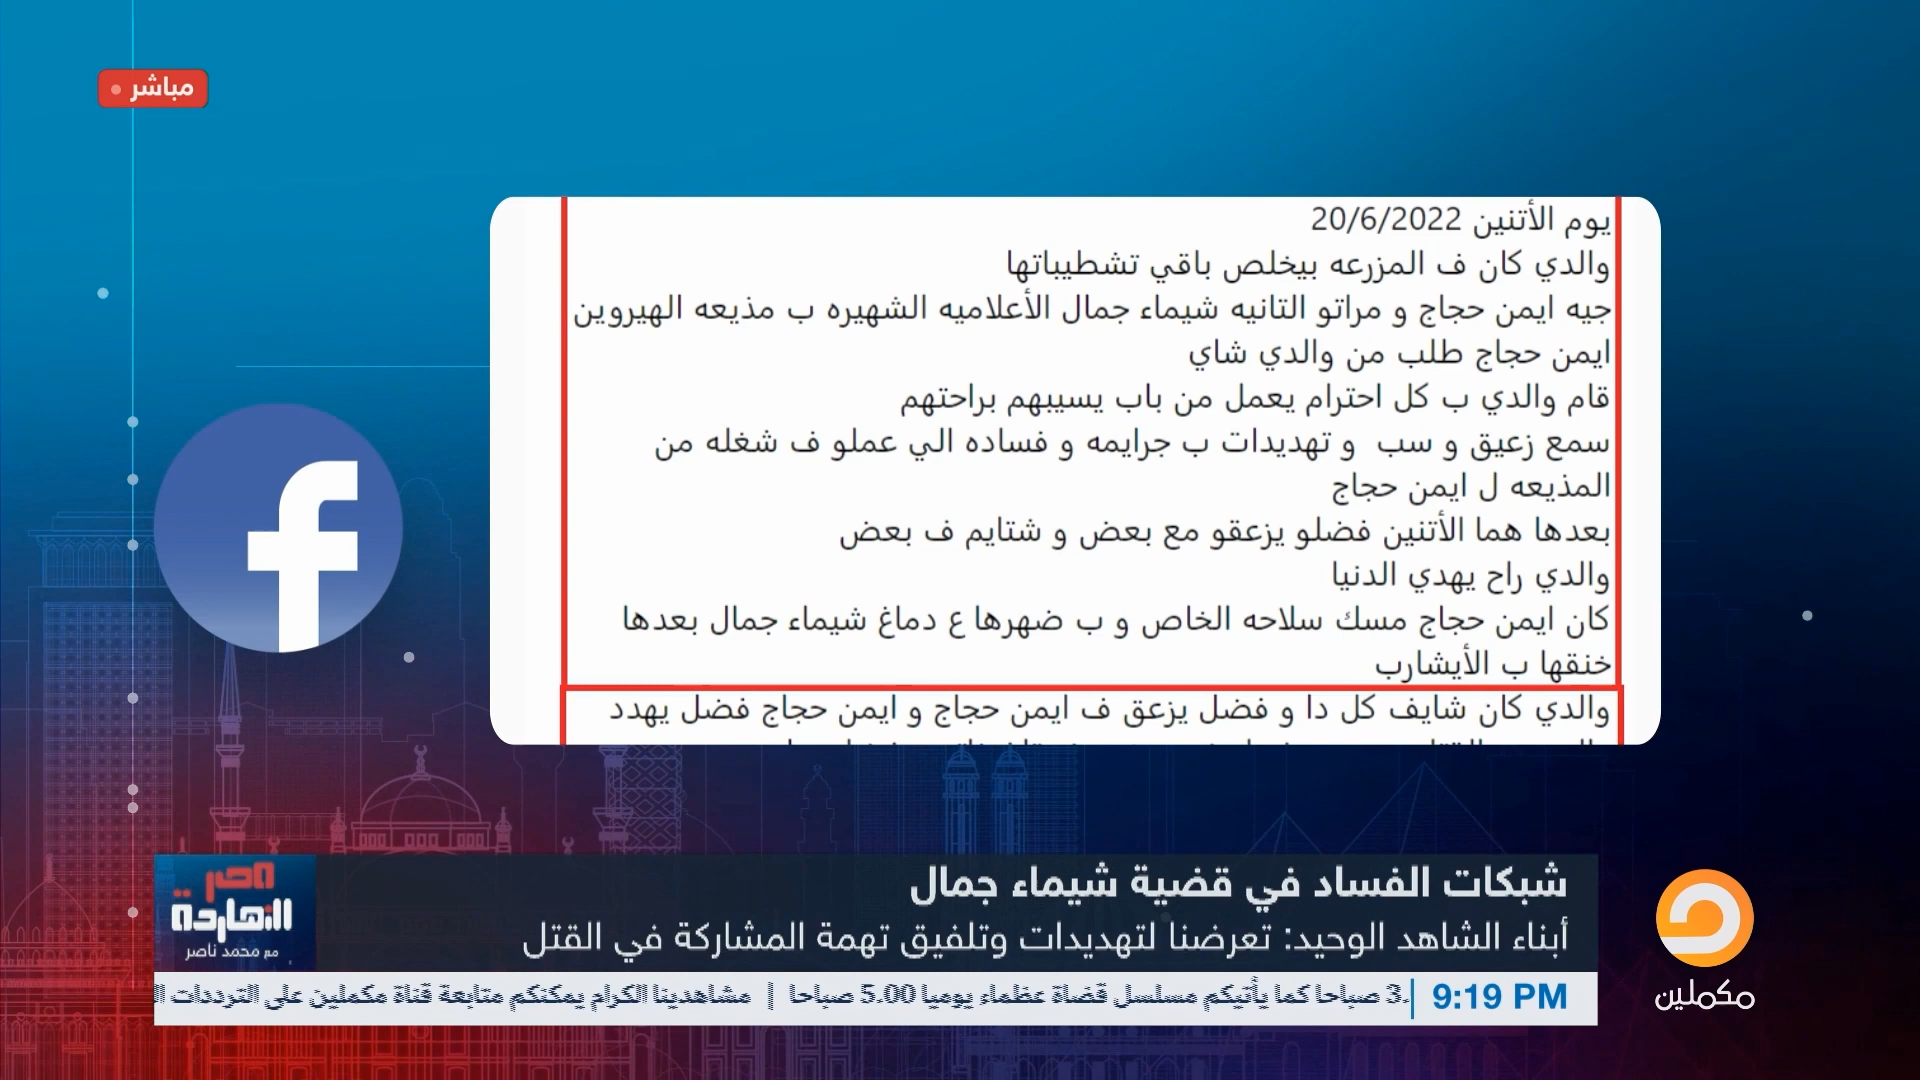 مباشر
يوم الأتنين 20/6/2022
والدي كان ف المزرعه بيخلص باقي تشطيباتها
جيه ايمن حجاج و مراتو التانيه شيماء جمال الأعلاميه الشهيره ب مذيعه الهيروين
ايمن حجاج طلب من والدي شاي
قام والدي ب كل احترام يعمل من باب يسيبهم براحتهم
سمع زعيق و سب و تهديدات ب جرايمه و فساده الي عملو ف شغله من
المذيعه ل ايمن حجاج
بعدها هما الأتنين فضلو يزعقو مع بعض و شتايم ف بعض
والدي راح يهدي الدنيا
كان ايمن حجاج مسك سلاحه الخاص و ب ضهرها ع دماغ شيماء جمال بعدها
خنقها ب الأيشارب
والدي كان شايف كل دا و فضل يزعق ف ايمن حجاج و ايمن حجاج فضل يهدد
شبكات الفساد في قضية شيماء جمال
أبناء الشاهد الوحيد: تعرضنا لتهديدات وتلفيق تهمة المشاركة في القتل
مصر
النهاردة
مع محمد ناصر
9:19 PM
3. صباحا كما يأتيكم مسلسل قضاة عظماء يوميا 5.00 صباحا | مشاهدينا الكرام يمكنكم متابعة قناة مكملين على الترددات
مكملين